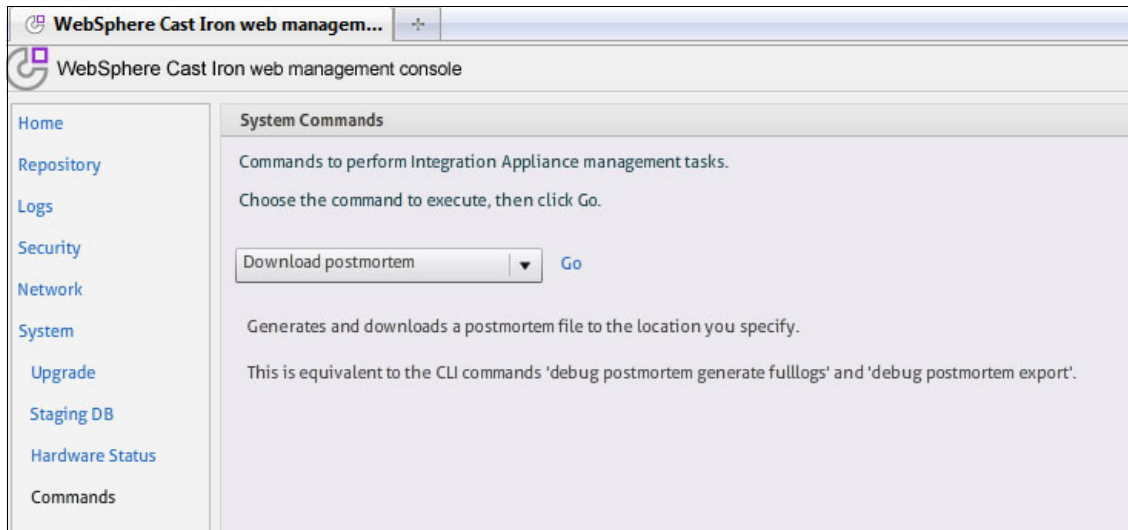 WebSphere Cast Iron web managem...
WebSphere Cast Iron web management console
Home
Repository
Logs
Security
Network
System
Upgrade
Staging DB
Hardware Status
Commands
System Commands
Commands to perform Integration Appliance management tasks.
Choose the command to execute, then click Go.
Download postmortem
Go
Generates and downloads a postmortem file to the location you specify.
This is equivalent to the CLI commands 'debug postmortem generate fulllogs' and 'debug postmortem export'.